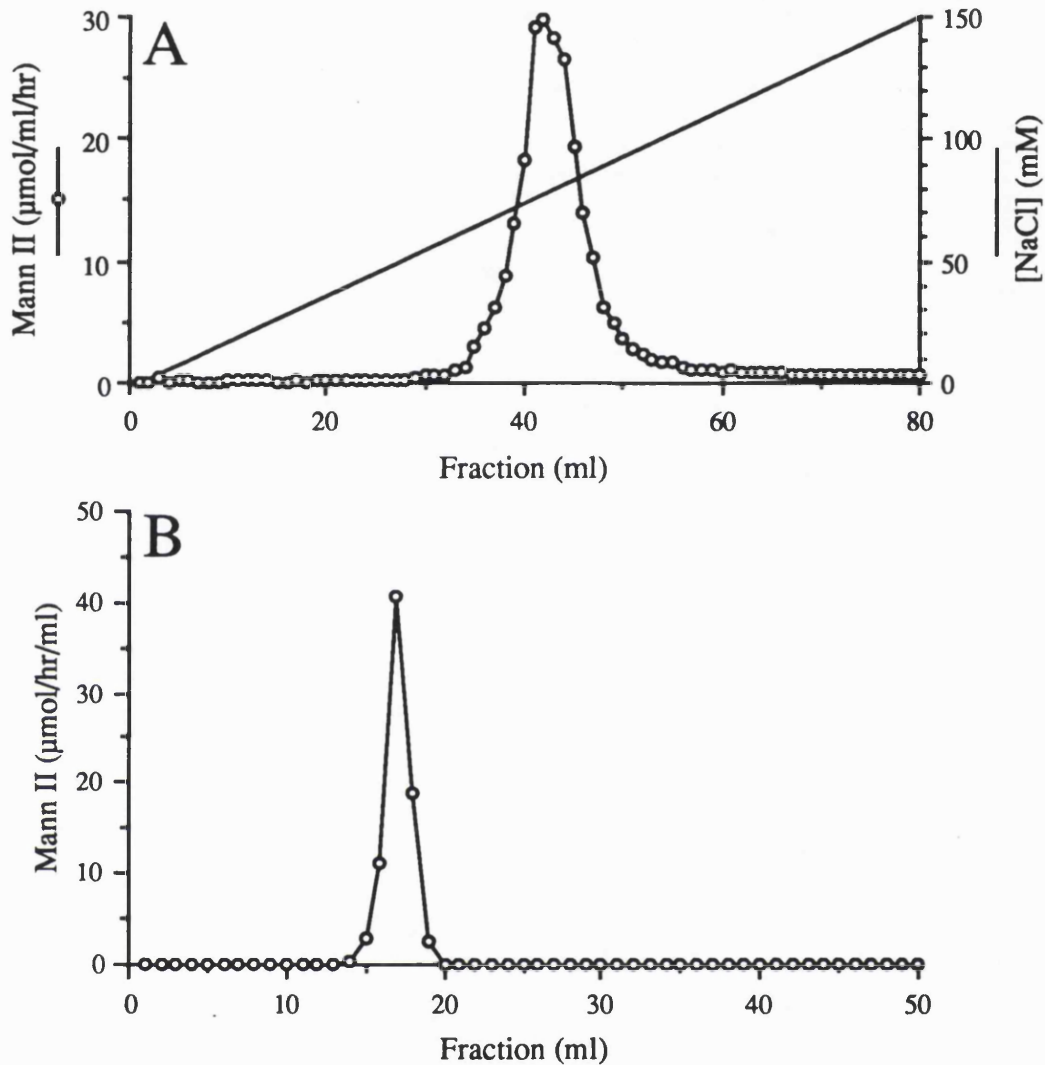 A
30
20
10
0
Mann II (µmol/ml/hr)
150
100
50
0
[NaCl] (mM)
0 20 40 60 80
Fraction (ml)
B
50
40
30
20
10
0
Mann II (µmol/hr/ml)
0 10 20 30 40 50
Fraction (ml)